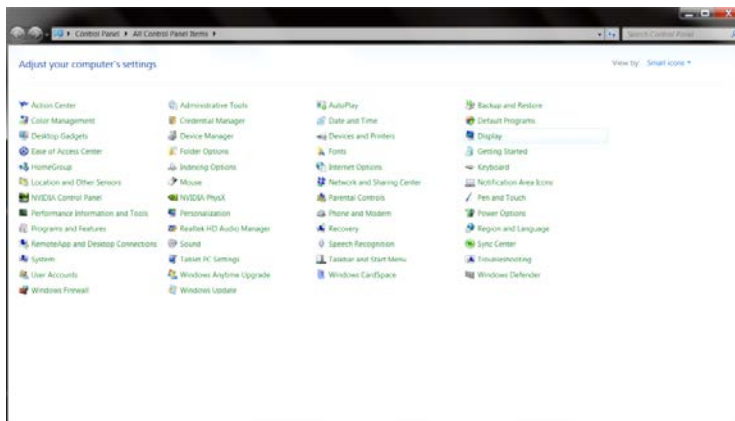 Control Panel All Control Panel Items Search Control Panel
Adjust your computer's settings View by: Small icons
Action Center Administrative Tools AutoPlay Backup and Restore
Color Management Credential Manager Date and Time Default Programs
Desktop Gadgets Device Manager Devices and Printers Display
Ease of Access Center Folder Options Fonts Getting Started
HomeGroup Indexing Options Internet Options Keyboard
Location and Other Sensors Mouse Network and Sharing Center Notification Area Icons
NVIDIA Control Panel NVIDIA PhysX Parental Controls Pen and Touch
Performance Information and Tools Personalization Phone and Modem Power Options
Programs and Features Realtek HD Audio Manager Recovery Region and Language
RemoteApp and Desktop Connections Sound Speech Recognition Sync Center
System Tablet PC Settings Taskbar and Start Menu Troubleshooting
User Accounts Windows Anytime Upgrade Windows CardSpace Windows Defender
Windows Firewall Windows Update